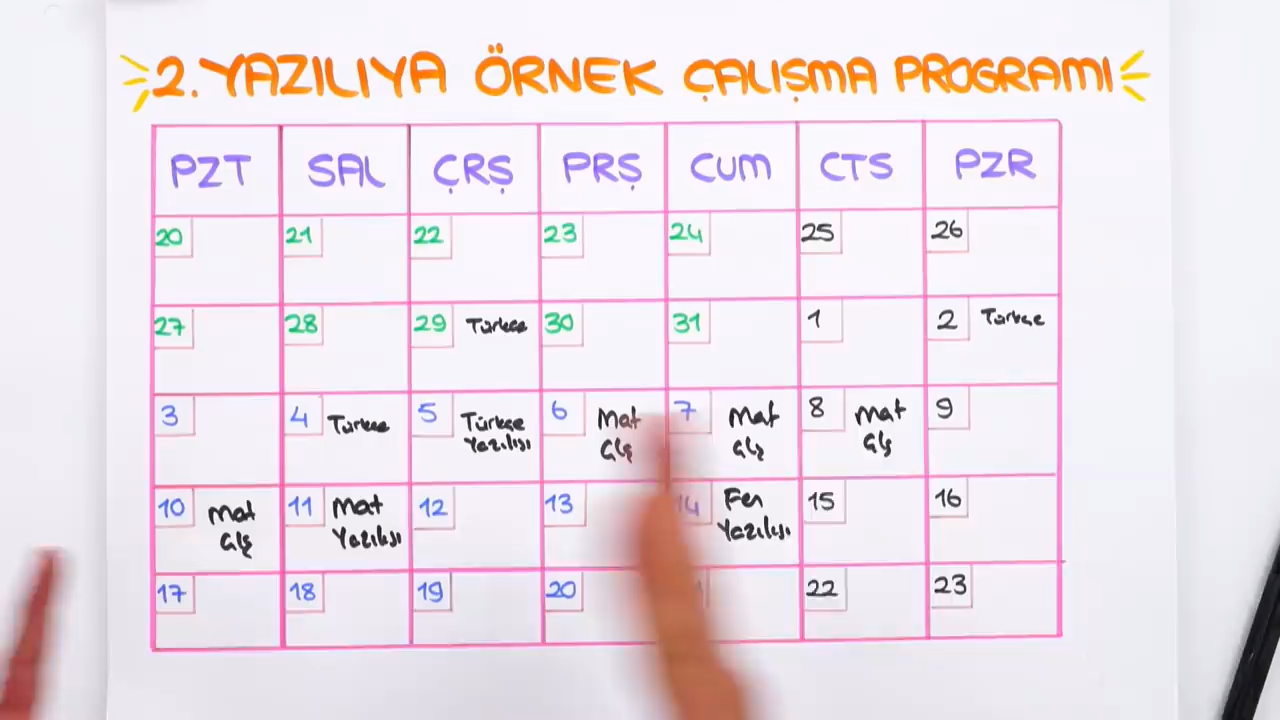 2. YAZILIYA ÖRNEK ÇALIŞMA PROGRAMI
PZT SAL ÇRŞ PRŞ CUM CTS PZR
20 21 22 23 24 25 26
27 28 29 Türkçe 30 31 1 2 Türkçe
3 4 Türkçe 5 Türkçe 6 Mat 7 Mat 8 Mat 9
Yazılısı Çlş Çlş Çlş
10 Mat 11 Mat 12 13 14 Fen 15 16
Çlş Yazılısı Yazılısı
17 18 19 20 22 23